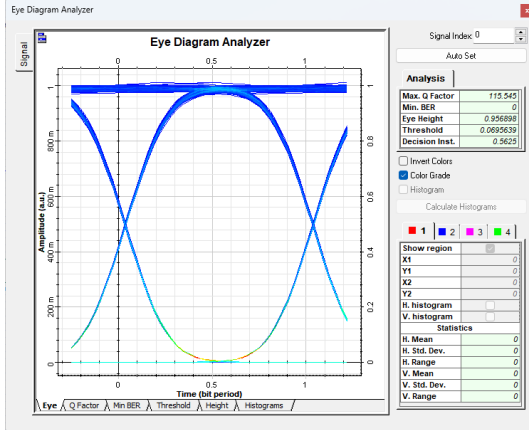 Eye Diagram Analyzer
x
Signal
Eye Diagram Analyzer
0 0.5 1
Amplitude (a.u.)
1
800 m
600 m
400 m
200 m
0
1
0.8
0.6
0.4
0.2
0
0 0.5 1
Time (bit period)
Eye Q Factor Min BER Threshold Height Histograms
Signal Index: 0
Auto Set
Analysis
Max. Q Factor 115.545
Min. BER 0
Eye Height 0.956898
Threshold 0.0695639
Decision Inst. 0.5625
Invert Colors
Color Grade
Histogram
Calculate Histograms
1 2 3 4
Show region
X1 0
Y1 0
X2 0
Y2 0
H. histogram
V. histogram
Statistics
H. Mean 0
H. Std. Dev. 0
H. Range 0
V. Mean 0
V. Std. Dev. 0
V. Range 0